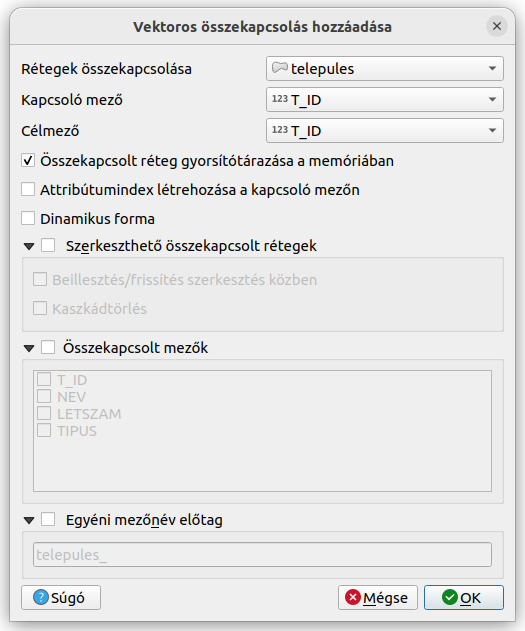 Vektoros összekapcsolás hozzáadása
Rétegek összekapcsolása
telepules
Kapcsoló mező
123 T_ID
Célmező
123 T_ID
Összekapcsolt réteg gyorsítótárazása a memóriában
Attribútumindex létrehozása a kapcsoló mezőn
Dinamikus forma
Szerkeszthető összekapcsolt rétegek
Beillesztés/frissítés szerkesztés közben
Kaszkádtörlés
Összekapcsolt mezők
T_ID
NEV
LETSZAM
TIPUS
Egyéni mezőnév előtag
telepules_
Súgó
Mégse
OK